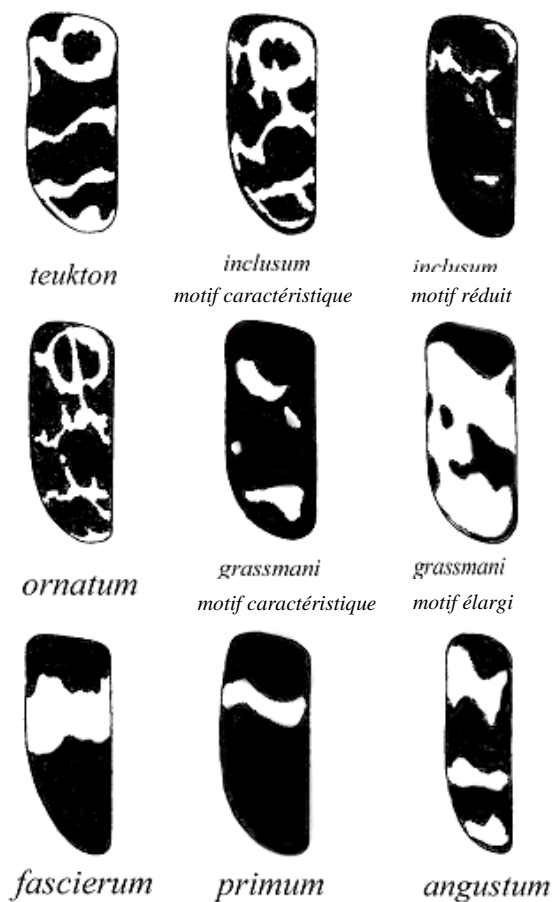 teukton
inclusum
motif caractéristique
inclusum
motif réduit
ornatum
grassmani
motif caractéristique
grassmani
motif élargi
fascierum
primum
angustum